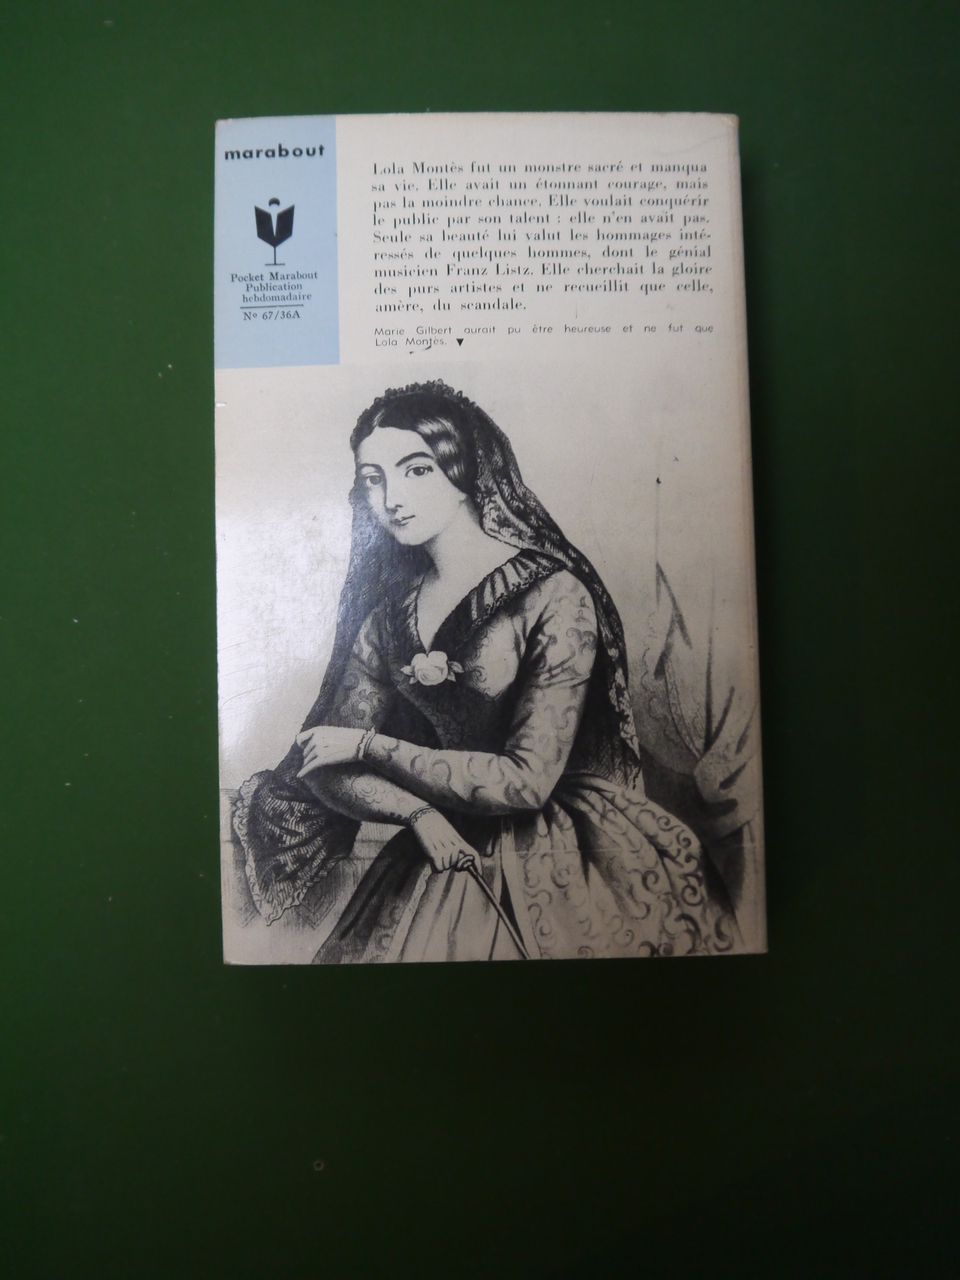 marabout
Pocket Marabout
Publication
hebdomadaire
Nº 67/36A
Lola Montès fut un monstre sacré et manqua
sa vie. Elle avait un étonnant courage, mais
pas la moindre chance. Elle voulait conquérir
le public par son talent : elle n'en avait pas.
Seule sa beauté lui valut les hommages inté-
ressés de quelques hommes, dont le génial
musicien Franz Listz. Elle cherchait la gloire
des purs artistes et ne recueillit que celle,
amère, du scandale.
Marie Gilbert aurait pu être heureuse et ne fut que
Lola Montès. ▼